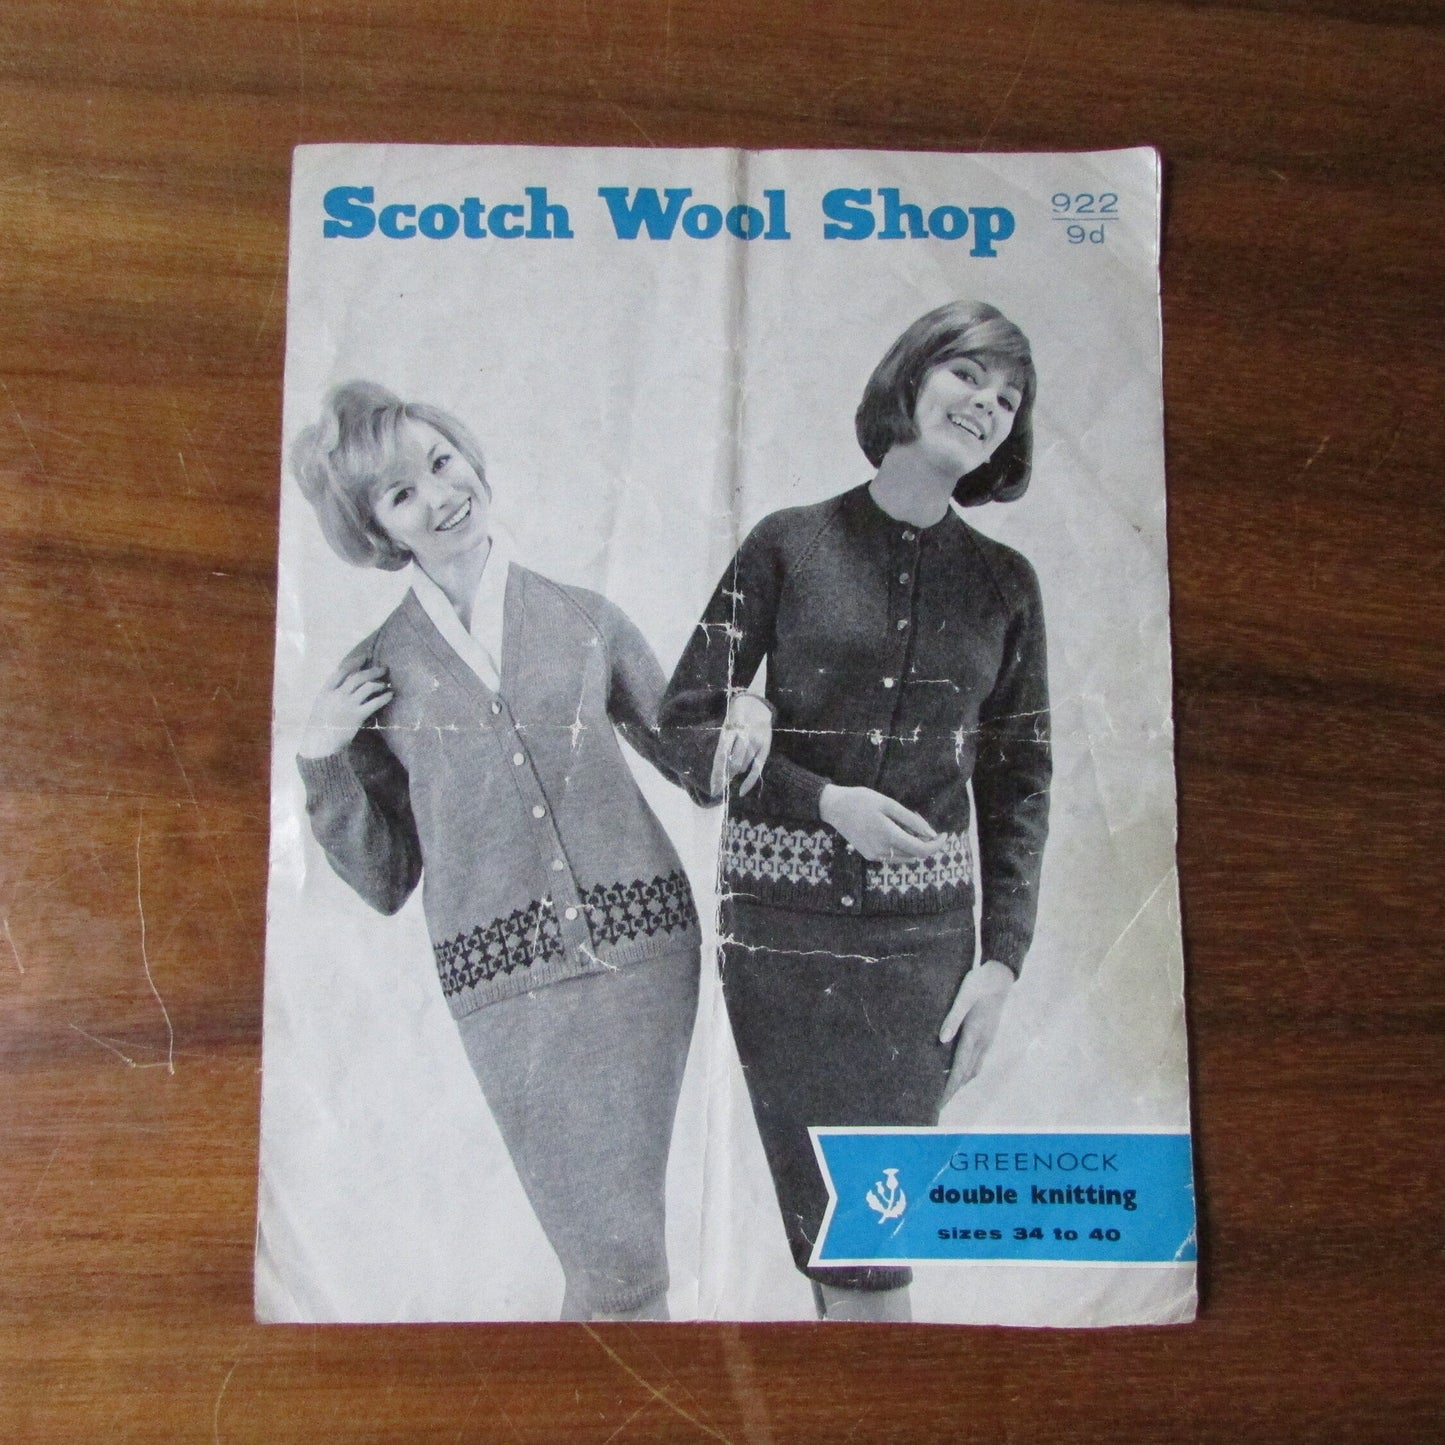 Scotch Wool Shop
922
9d
GREENOCK
double knitting
sizes 34 to 40